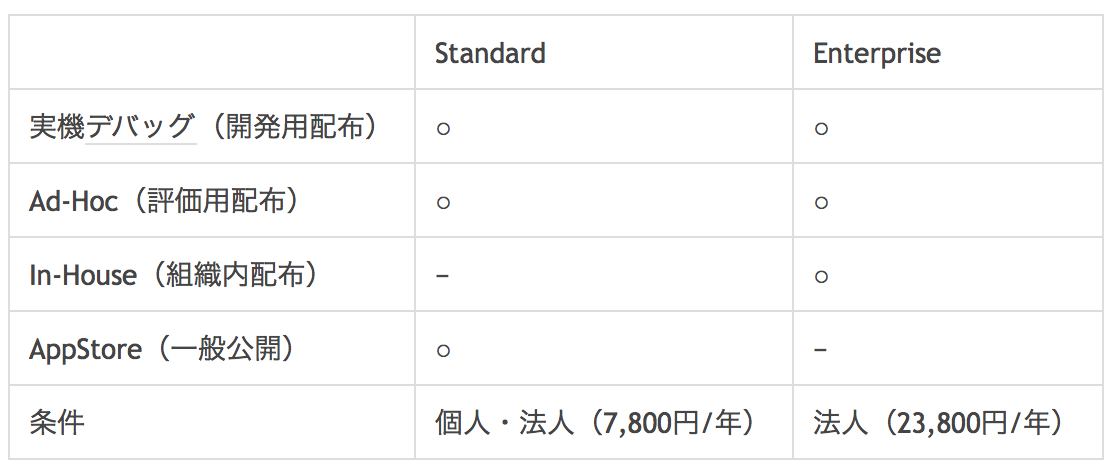 Standard Enterprise
実機デバッグ（開発用配布） ○ ○
Ad-Hoc（評価用配布） ○ ○
In-House（組織内配布） – ○
AppStore（一般公開） ○ –
条件 個人・法人（7,800円/年） 法人（23,800円/年）